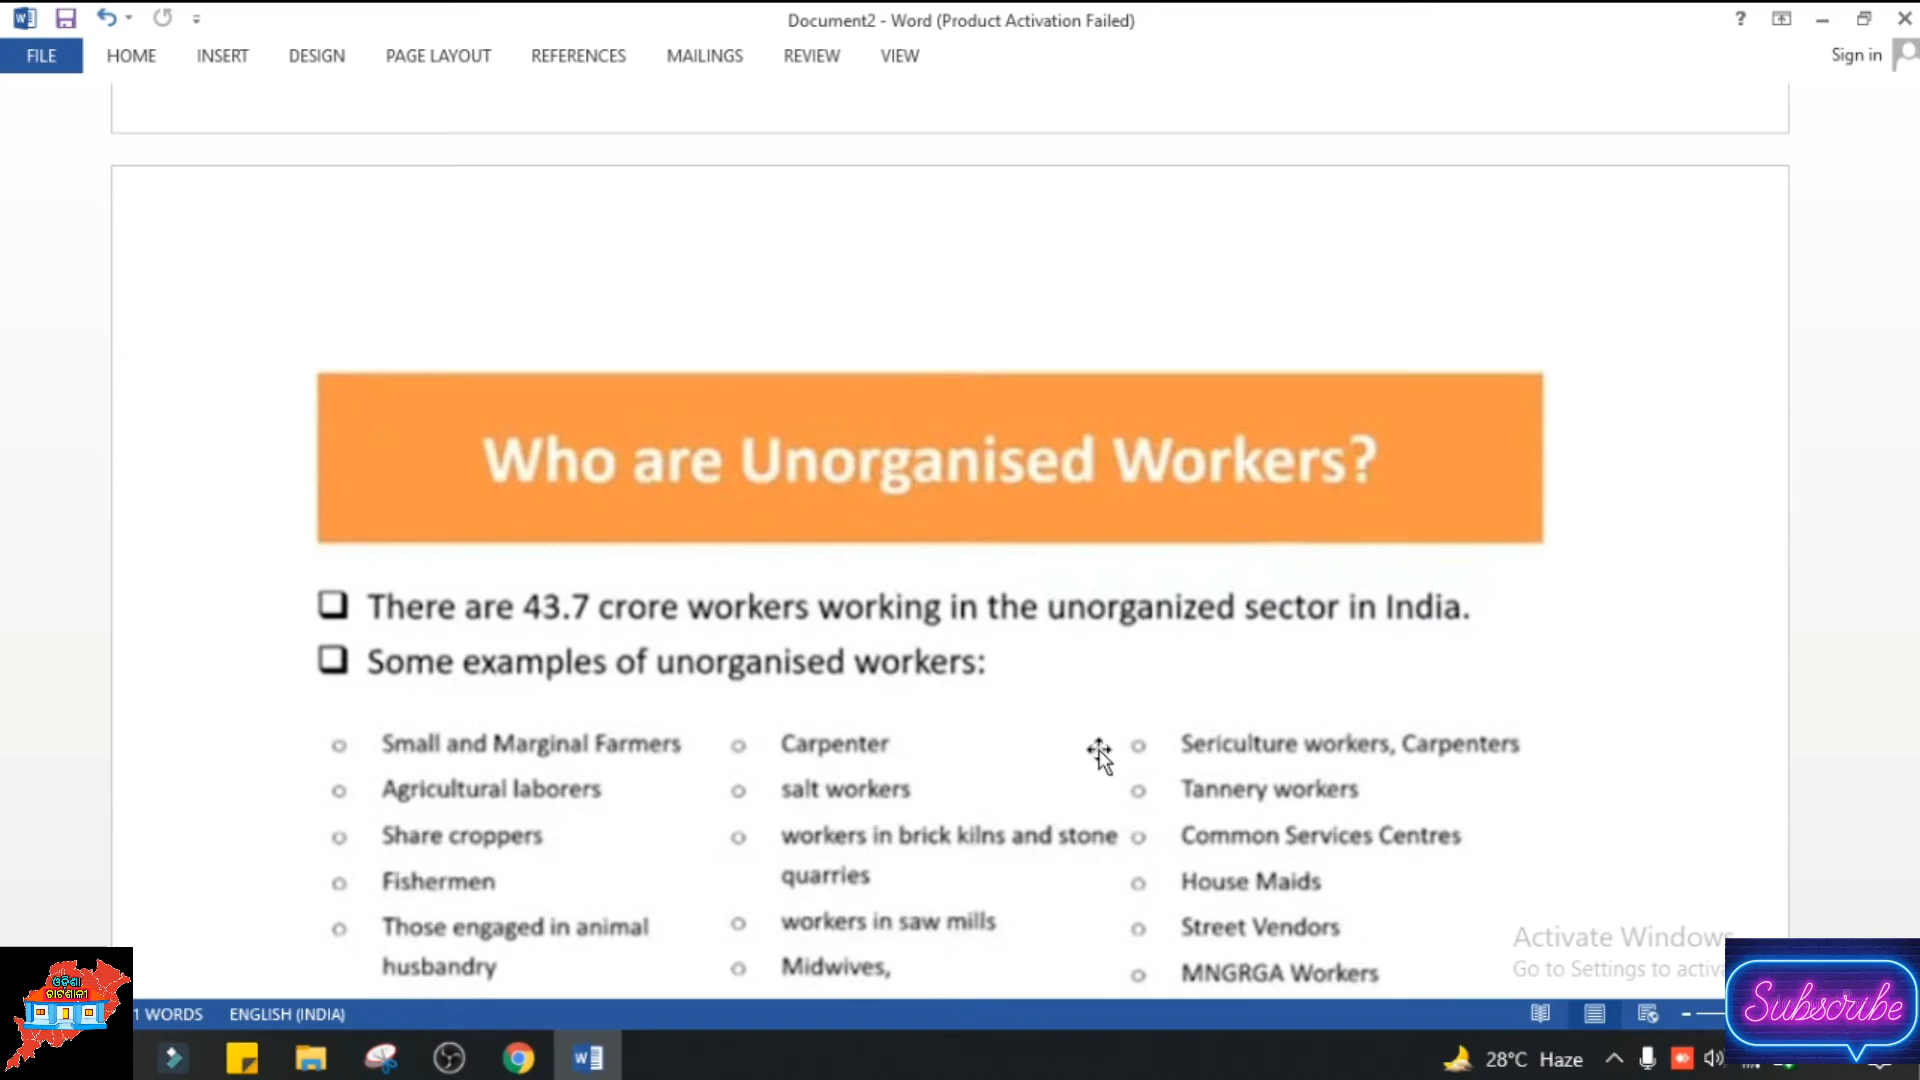 Document2 - Word (Product Activation Failed)
?
FILE HOME INSERT DESIGN PAGE LAYOUT REFERENCES MAILINGS REVIEW VIEW
Sign in
Who are Unorganised Workers?
There are 43.7 crore workers working in the unorganized sector in India.
Some examples of unorganised workers:
Small and Marginal Farmers
Agricultural laborers
Share croppers
Fishermen
Those engaged in animal
husbandry
Carpenter
salt workers
workers in brick kilns and stone
quarries
workers in saw mills
Midwives,
Sericulture workers, Carpenters
Tannery workers
Common Services Centres
House Maids
Street Vendors
MNGRGA Workers
Activate Windows
Go to Settings to activa
ଓଡ଼ିଶା
ଚାଟଶାଳୀ
Subscribe
1 WORDS ENGLISH (INDIA)
28°C Haze